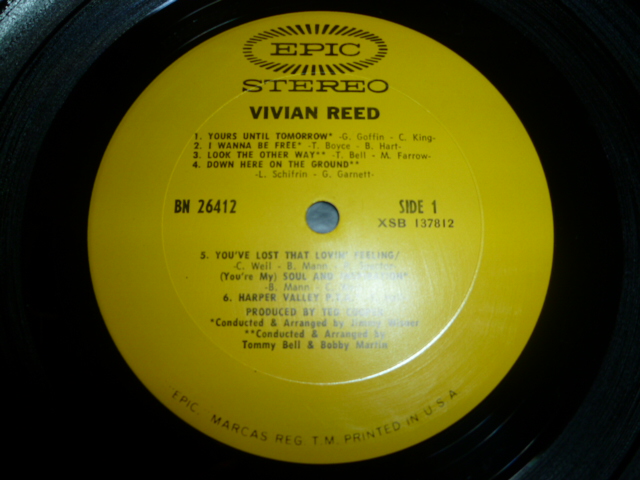 EPIC
STEREO
VIVIAN REED
1. YOURS UNTIL TOMORROW* -G. Goffin - C. King-
2. I WANNA BE FREE* -T. Boyce - B. Hart-
3. LOOK THE OTHER WAY** -T. Bell - M. Farrow-
4. DOWN HERE ON THE GROUND**
-L. Schifrin - G. Garnett-
BN 26412 SIDE 1
XSB 137812
5. YOU'VE LOST THAT LOVIN' FEELING/
-C. Well - B. Mann -
(You're My) SOUL AND
-B. Mann - C.
6. HARPER VALLEY P.T.A.
PRODUCED BY TED
*Conducted & Arranged by Jimmy
**Conducted & Arranged by
Tommy Bell & Bobby Martin
EPIC. MARCAS REG. T.M. PRINTED IN U.S.A.